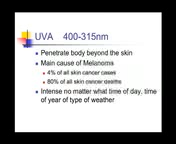 UVA 400-315nm
Penetrate body beyond the skin
Main cause of Melanoms
4% of all skin cancer cases
80% of all skin cancer deaths
Intense no matter what time of day, time
of year of type of weather